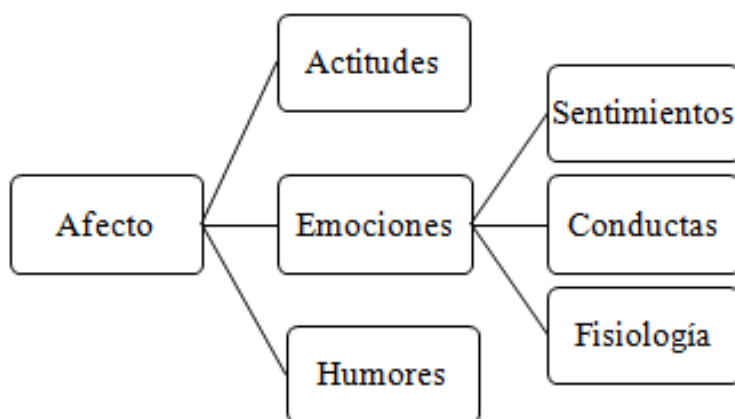 Afecto
Actitudes
Emociones
Humores
Sentimientos
Conductas
Fisiología